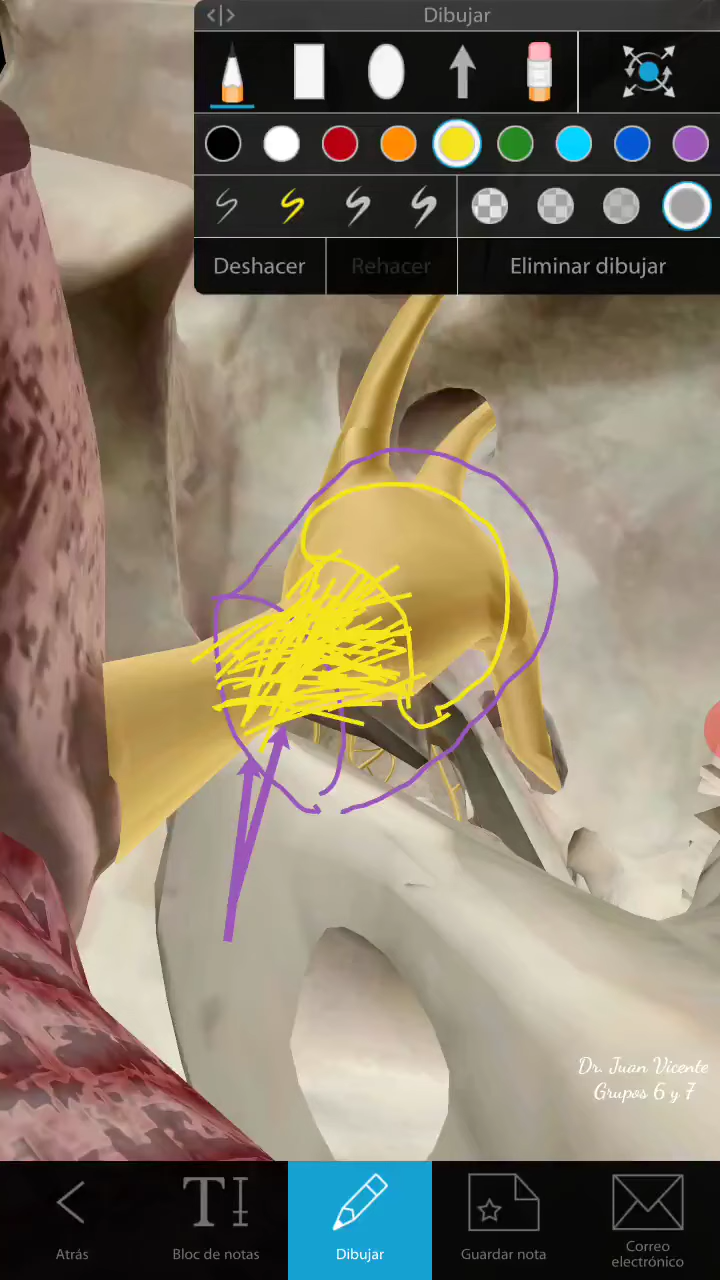 Dibujar
Deshacer
Rehacer
Eliminar dibujar
Dr. Juan Vicente
Grupos 6 y 7
Atrás
Bloc de notas
Dibujar
Guardar nota
Correo
electrónico